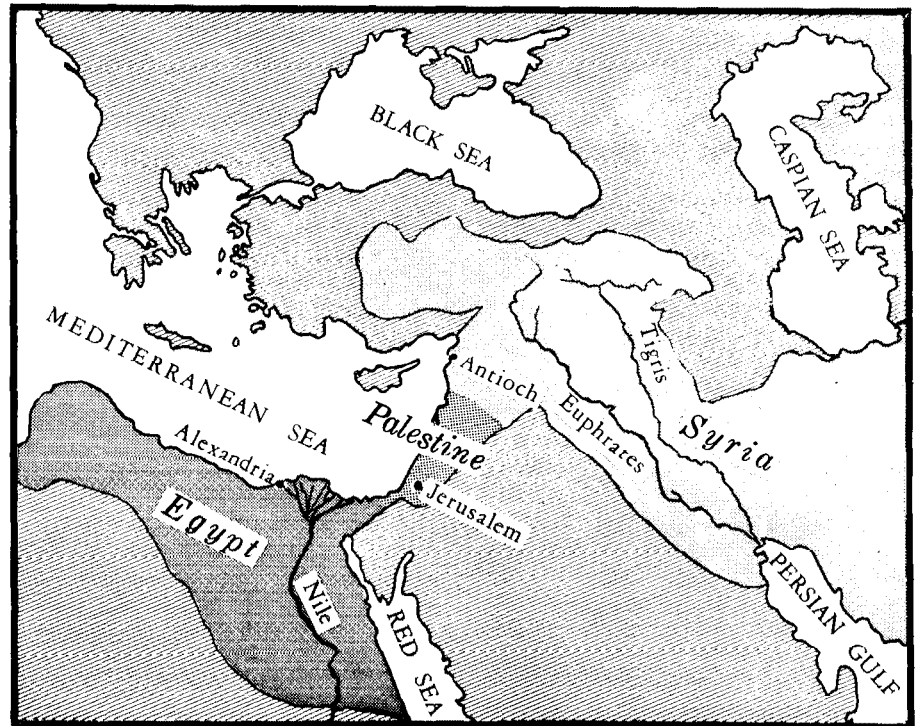 BLACK SEA
CASPIAN SEA
MEDITERRANEAN SEA
Tigris
Antioch
Euphrates
Syria
Palestine
Alexandria
Jerusalem
Egypt
Nile
RED SEA
PERSIAN GULF